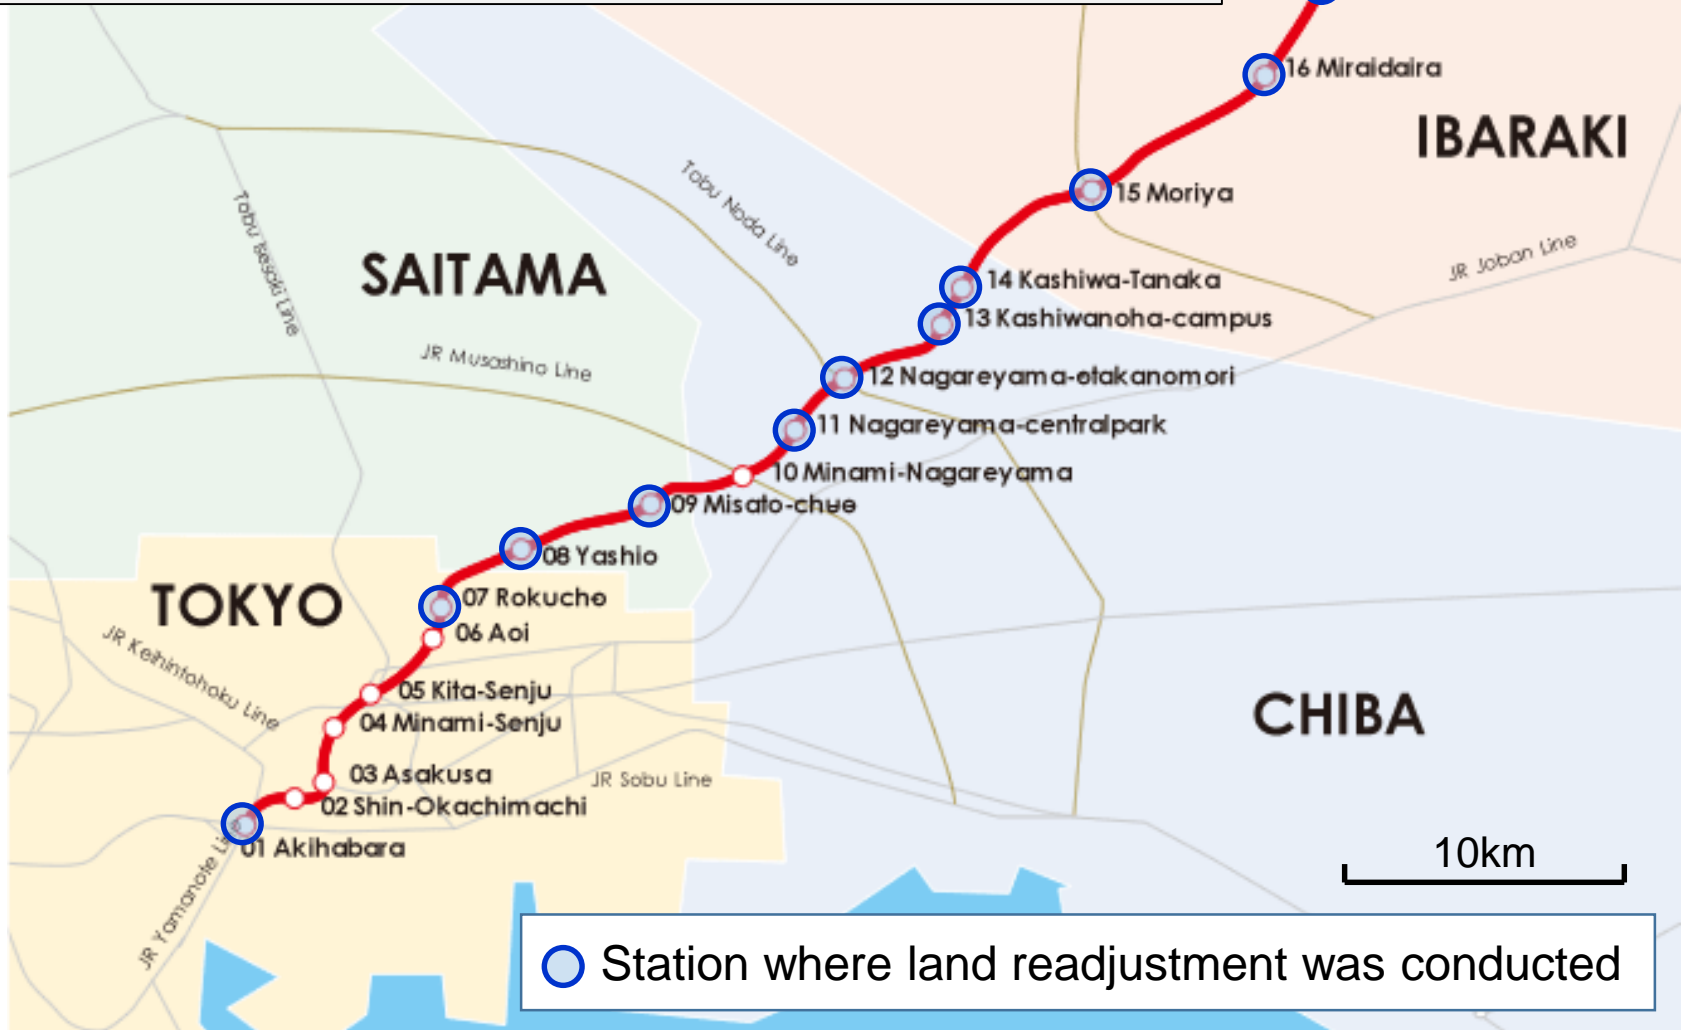 16 Miraidaira
IBARAKI
Tobu Noda Line
15 Moriya
Tobu Isesaki Line
JR Joban Line
SAITAMA
14 Kashiwa-Tanaka
13 Kashiwanoha-campus
JR Musashino Line
12 Nagareyama-otakanomori
11 Nagareyama-centralpark
10 Minami-Nagareyama
09 Misato-chuo
08 Yashio
TOKYO
07 Rokucho
06 Aoi
JR Keihintohoku Line
05 Kita-Senju
04 Minami-Senju
CHIBA
03 Asakusa
JR Sobu Line
02 Shin-Okachimachi
01 Akihabara
JR Yamanote Line
10km
Station where land readjustment was conducted